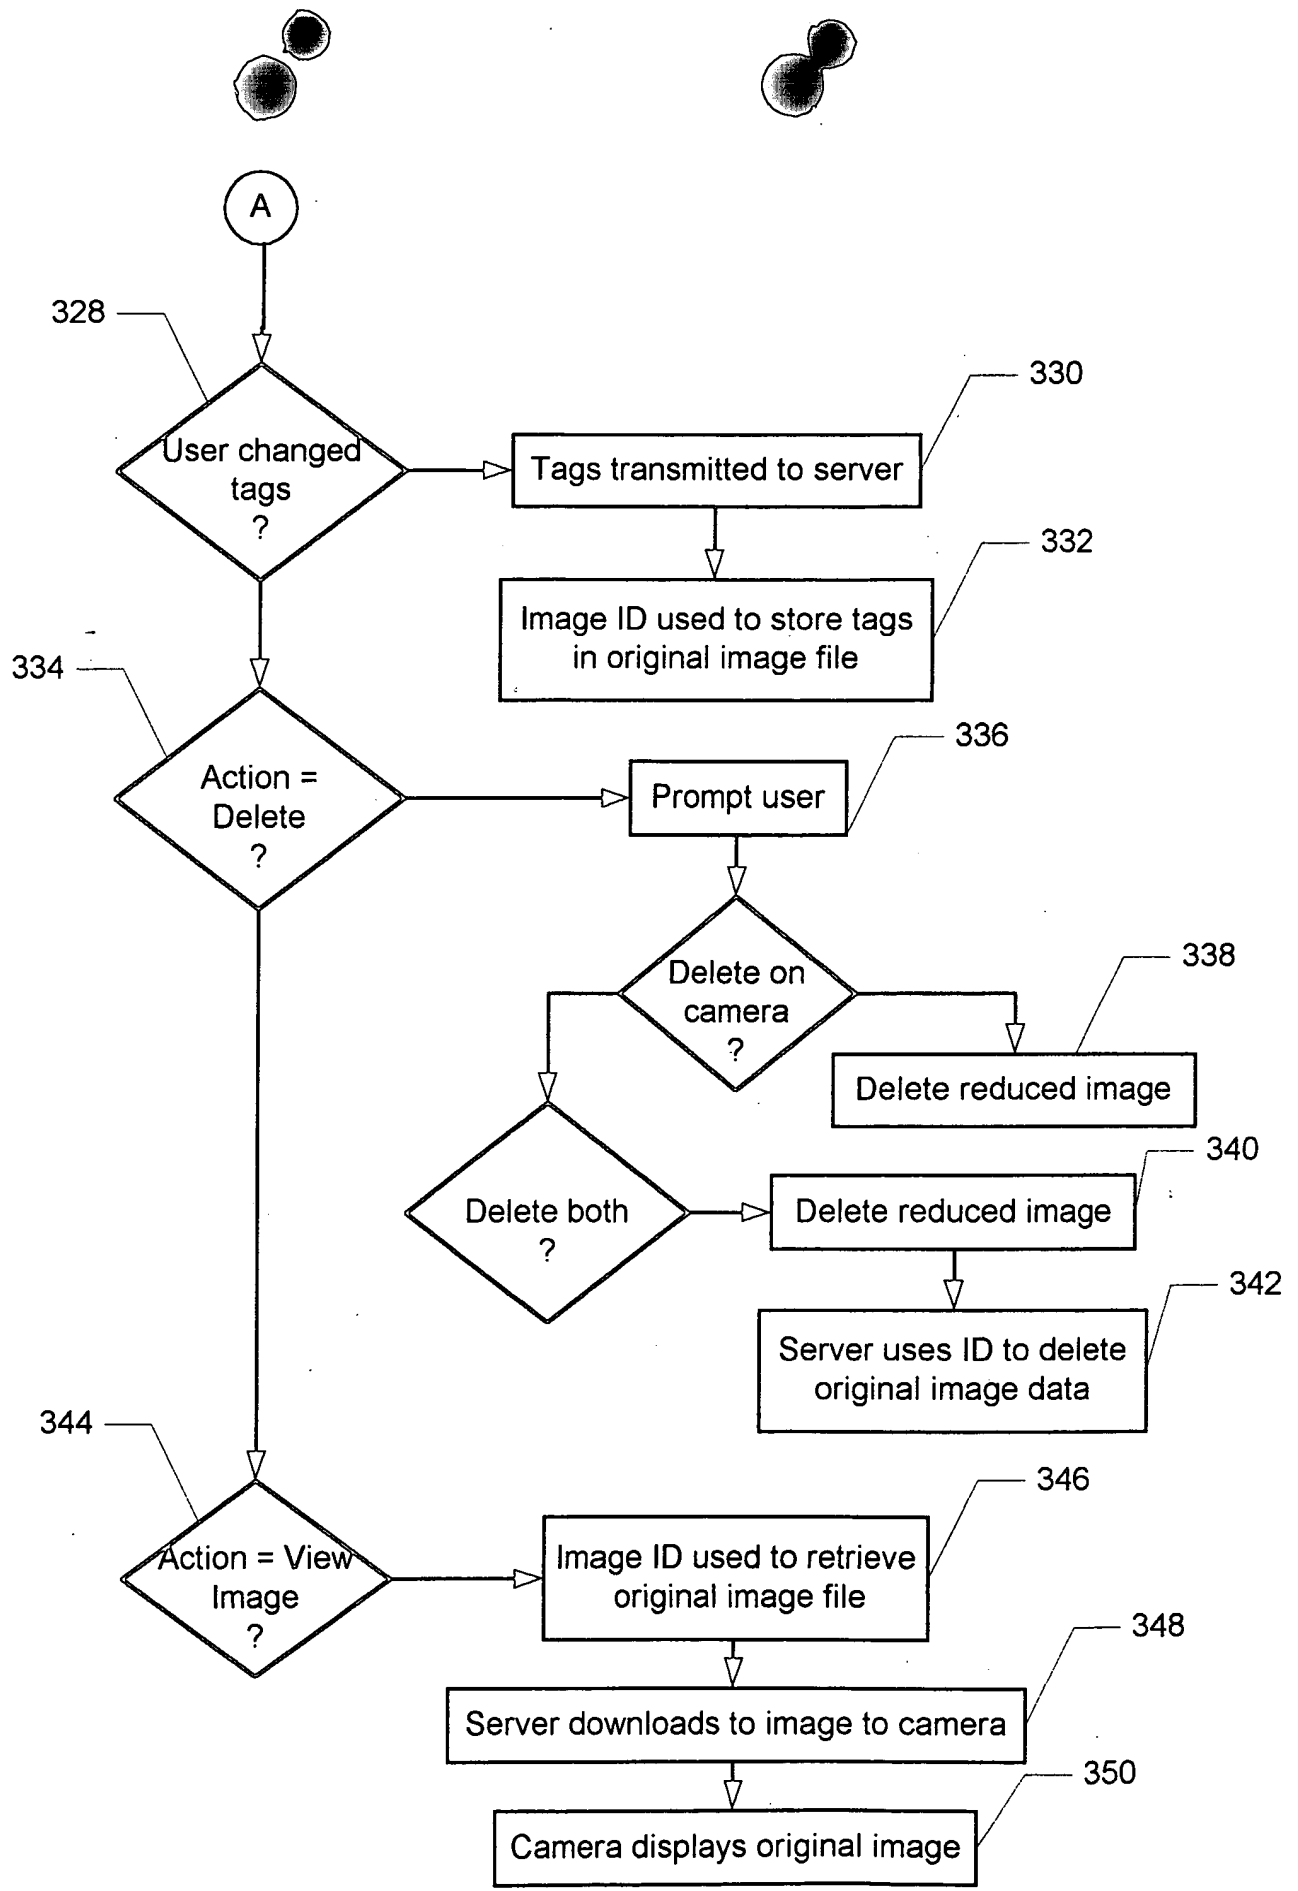 A
328
User changed
tags
?
330
Tags transmitted to server
332
Image ID used to store tags
in original image file
334
Action =
Delete
?
336
Prompt user
Delete on
camera
?
338
Delete reduced image
Delete both
?
340
Delete reduced image
342
Server uses ID to delete
original image data
344
Action = View
Image
?
346
Image ID used to retrieve
original image file
348
Server downloads to image to camera
350
Camera displays original image